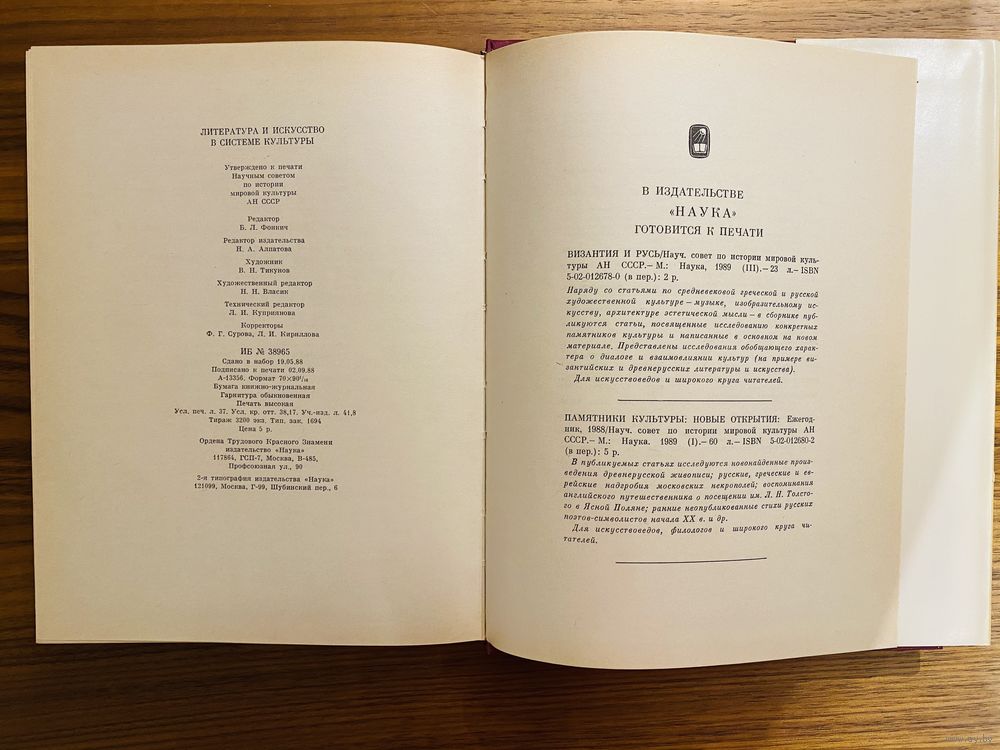 ЛИТЕРАТУРА И ИСКУССТВО
В СИСТЕМЕ КУЛЬТУРЫ
Утверждено к печати
Научным советом
по истории
мировой культуры
АН СССР
Редактор
Б. Л. Фонкич
Редактор издательства
Н. А. Алпатова
Художник
В. Н. Тикунов
Художественный редактор
Н. Н. Власик
Технический редактор
Л. И. Куприянова
Корректоры
Ф. Г. Сурова, Л. И. Кириллова
ИБ № 38965
Сдано в набор 19.05.88
Подписано к печати 02.09.88
А-13356. Формат 70×90¹/₁₆
Бумага книжно-журнальная
Гарнитура обыкновенная
Печать высокая
Усл. печ. л. 37. Усл. кр. отт. 38,17. Уч.-изд. л. 41,8
Тираж 3200 экз. Тип. зак. 1694
Цена 5 р.
Ордена Трудового Красного Знамени
издательство «Наука»
117864, ГСП-7, Москва, В-485,
Профсоюзная ул., 90
2-я типография издательства «Наука»
121099, Москва, Г-99, Шубинский пер., 6
В ИЗДАТЕЛЬСТВЕ
«НАУКА»
ГОТОВИТСЯ К ПЕЧАТИ
ВИЗАНТИЯ И РУСЬ/Науч. совет по истории мировой куль-
туры АН СССР.— М.: Наука, 1989 (III).— 23 л.— ISBN
5-02-012678-0 (в пер.): 2 р.
Наряду со статьями по средневековой греческой и русской
художественной культуре — музыке, изобразительному ис-
кусству, архитектуре эстетической мысли — в сборнике пуб-
ликуются статьи, посвященные исследованию конкретных
памятников культуры и написанные в основном на новом
материале. Представлены исследования обобщающего харак-
тера о диалоге и взаимовлиянии культур (на примере ви-
зантийских и древнерусских литературы и искусства).
Для искусствоведов и широкого круга читателей.
ПАМЯТНИКИ КУЛЬТУРЫ: НОВЫЕ ОТКРЫТИЯ: Ежегод-
ник, 1988/Науч. совет по истории мировой культуры АН
СССР.— М.: Наука. 1989 (I).— 60 л.— ISBN 5-02-012680-2
(в пер.): 5 р.
В публикуемых статьях исследуются новонайденные произ-
ведения древнерусской живописи; русские, греческие и ев-
рейские надгробия московских некрополей; воспоминания
английского путешественника о посещении им Л. Н. Толсто-
го в Ясной Поляне; ранние неопубликованные стихи русских
поэтов-символистов начала XX в. и др.
Для искусствоведов, филологов и широкого круга чи-
тателей.